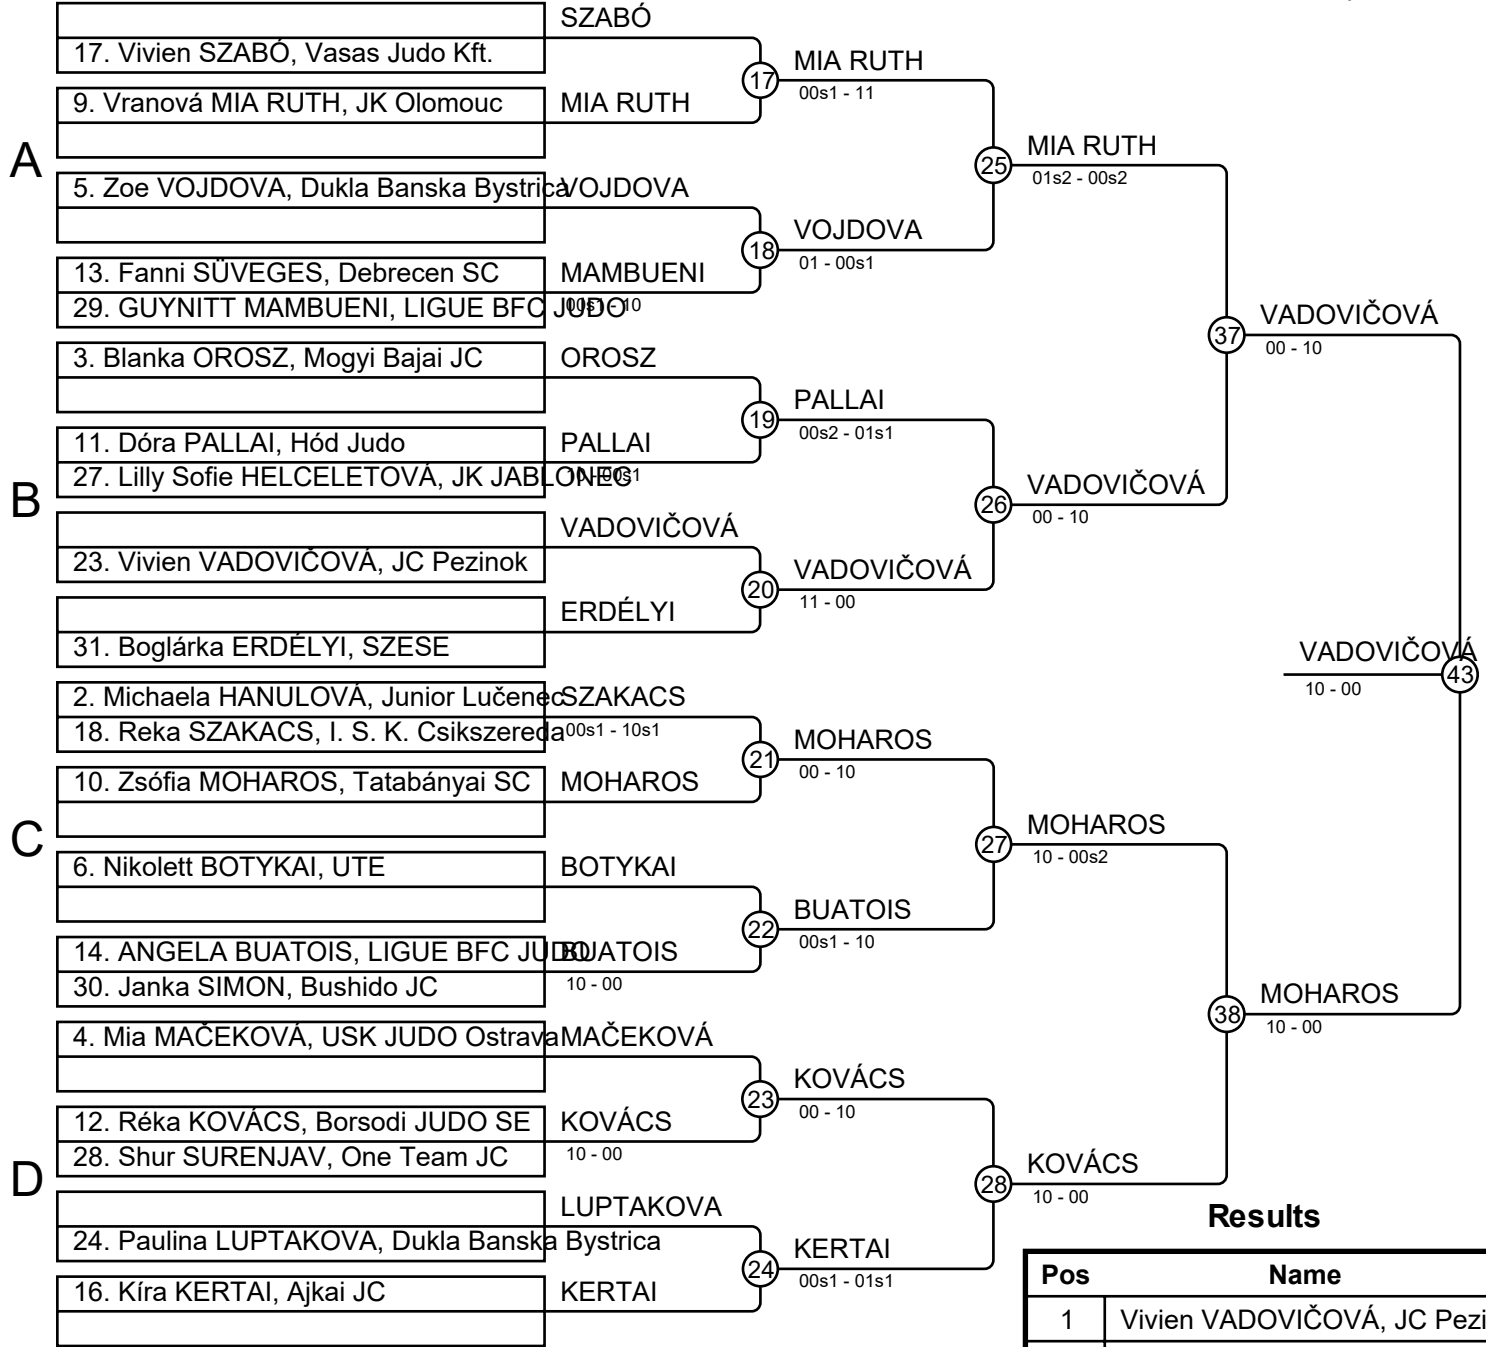 SZABÓ
17. Vivien SZABÓ, Vasas Judo Kft.
17
MIA RUTH
00s1 - 11
9. Vranová MIA RUTH, JK Olomouc
MIA RUTH
A
25
MIA RUTH
01s2 - 00s2
5. Zoe VOJDOVA, Dukla Banska Bystrica
VOJDOVA
18
VOJDOVA
01 - 00s1
13. Fanni SÜVEGES, Debrecen SC
MAMBUENI
29. GUYNITT MAMBUENI, LIGUE BFC JUDO
00s1 - 10
37
VADOVIČOVÁ
00 - 10
3. Blanka OROSZ, Mogyi Bajai JC
OROSZ
19
PALLAI
00s2 - 01s1
11. Dóra PALLAI, Hód Judo
PALLAI
27. Lilly Sofie HELCELETOVÁ, JK JABLONEC
10 - 00s1
B
26
VADOVIČOVÁ
00 - 10
VADOVIČOVÁ
23. Vivien VADOVIČOVÁ, JC Pezinok
20
VADOVIČOVÁ
11 - 00
ERDÉLYI
31. Boglárka ERDÉLYI, SZESE
VADOVIČOVÁ
43
10 - 00
2. Michaela HANULOVÁ, Junior Lučenec
SZAKACS
18. Reka SZAKACS, I. S. K. Csikszereda
00s1 - 10s1
21
MOHAROS
00 - 10
10. Zsófia MOHAROS, Tatabányai SC
MOHAROS
C
27
MOHAROS
10 - 00s2
6. Nikolett BOTYKAI, UTE
BOTYKAI
22
BUATOIS
00s1 - 10
14. ANGELA BUATOIS, LIGUE BFC JUDO
BUATOIS
30. Janka SIMON, Bushido JC
10 - 00
38
MOHAROS
10 - 00
4. Mia MAČEKOVÁ, USK JUDO Ostrava
MAČEKOVÁ
23
KOVÁCS
00 - 10
12. Réka KOVÁCS, Borsodi JUDO SE
KOVÁCS
28. Shur SURENJAV, One Team JC
10 - 00
D
28
KOVÁCS
10 - 00
LUPTAKOVA
24. Paulina LUPTAKOVA, Dukla Banska Bystrica
24
KERTAI
00s1 - 01s1
16. Kíra KERTAI, Ajkai JC
KERTAI
Results
Pos Name
1 Vivien VADOVIČOVÁ, JC Pezi